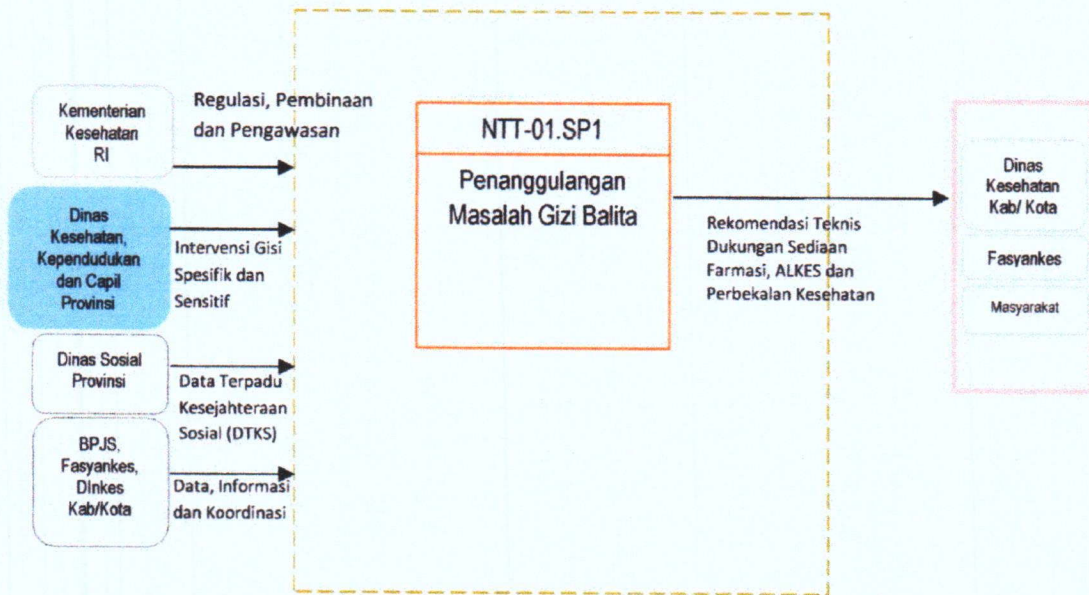 Kementerian
Kesehatan
RI
Regulasi, Pembinaan
dan Pengawasan
Dinas
Kesehatan,
Kependudukan
dan Capil
Provinsi
Intervensi Gisi
Spesifik dan
Sensitif
Dinas Sosial
Provinsi
Data Terpadu
Kesejahteraan
Sosial (DTKS)
BPJS,
Fasyankes,
DInkes
Kab/Kota
Data, Informasi
dan Koordinasi
NTT-01.SP1
Penanggulangan
Masalah Gizi Balita
Rekomendasi Teknis
Dukungan Sediaan
Farmasi, ALKES dan
Perbekalan Kesehatan
Dinas
Kesehatan
Kab/ Kota
Fasyankes
Masyarakat